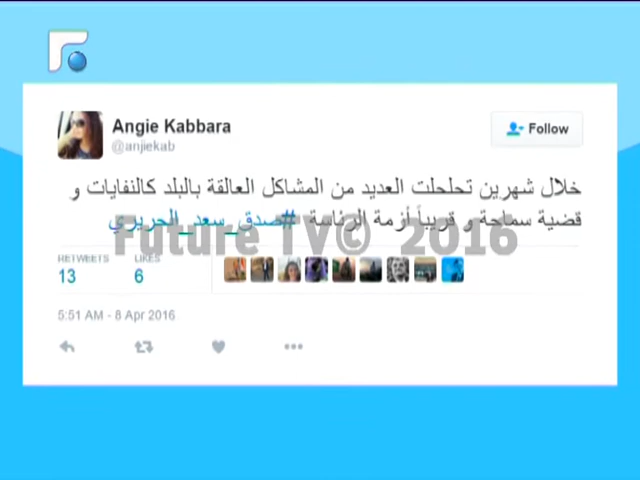 Angie Kabbara
@anjiekab
Follow
خلال شهرين تحلحلت العديد من المشاكل العالقة بالبلد كالنفايات و
قضية سماحة و قريباً أزمة الرئاسة #صدق_سعد_الحريري
Future TV© 2016
RETWEETS LIKES
13 6
5:51 AM - 8 Apr 2016